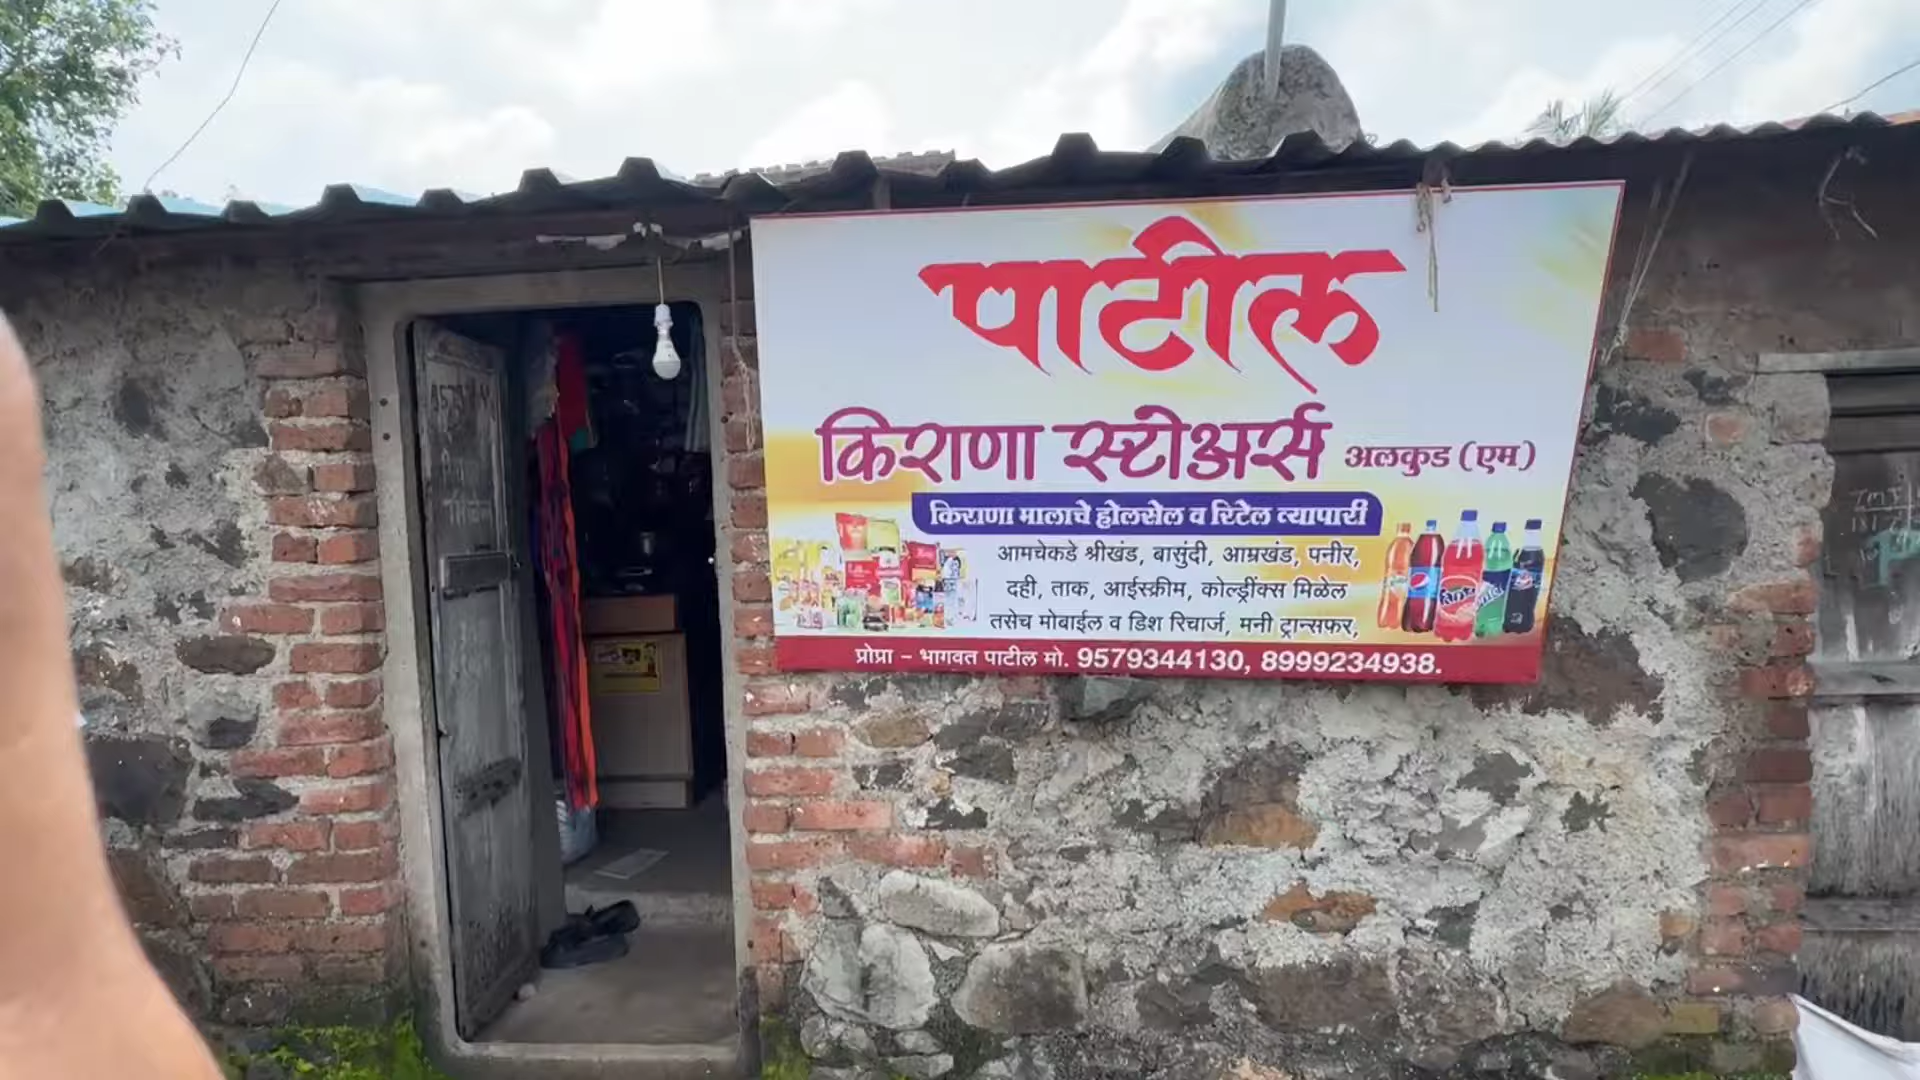 पाटील
किराणा स्टोअर्स अलकुड (एम)
किराणा मालाचे होलसेल व रिटेल व्यापारी
आमचेकडे श्रीखंड, बासुंदी, आम्रखंड, पनीर,
दही, ताक, आईस्क्रीम, कोल्ड्रींक्स मिळेल
तसेच मोबाईल व डिश रिचार्ज, मनी ट्रान्सफर,
प्रोप्रा – भागवत पाटील मो. 9579344130, 8999234938.